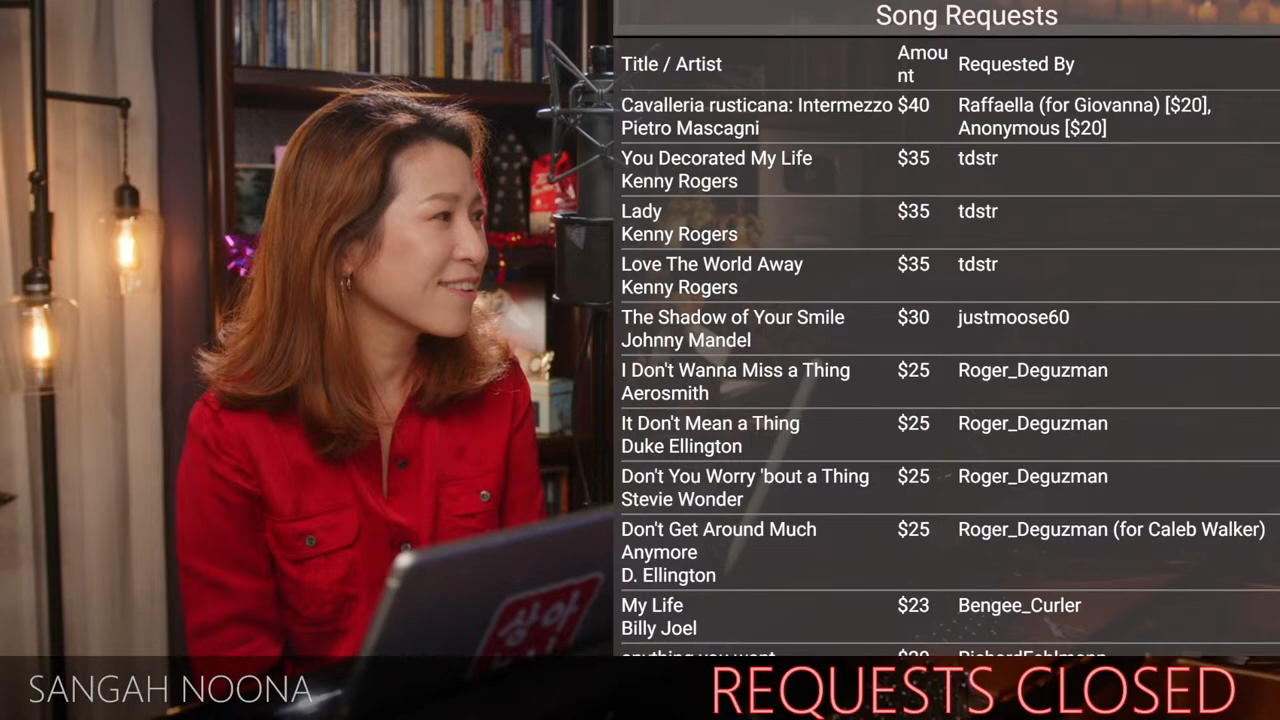 Song Requests
Title / Artist
Amou
nt
Requested By
Cavalleria rusticana: Intermezzo $40 Raffaella (for Giovanna) [$20],
Pietro Mascagni Anonymous [$20]
You Decorated My Life $35 tdstr
Kenny Rogers
Lady $35 tdstr
Kenny Rogers
Love The World Away $35 tdstr
Kenny Rogers
The Shadow of Your Smile $30 justmoose60
Johnny Mandel
I Don't Wanna Miss a Thing $25 Roger_Deguzman
Aerosmith
It Don't Mean a Thing $25 Roger_Deguzman
Duke Ellington
Don't You Worry 'bout a Thing $25 Roger_Deguzman
Stevie Wonder
Don't Get Around Much $25 Roger_Deguzman (for Caleb Walker)
Anymore
D. Ellington
My Life $23 Bengee_Curler
Billy Joel
상아
SANGAH NOONA
REQUESTS CLOSED